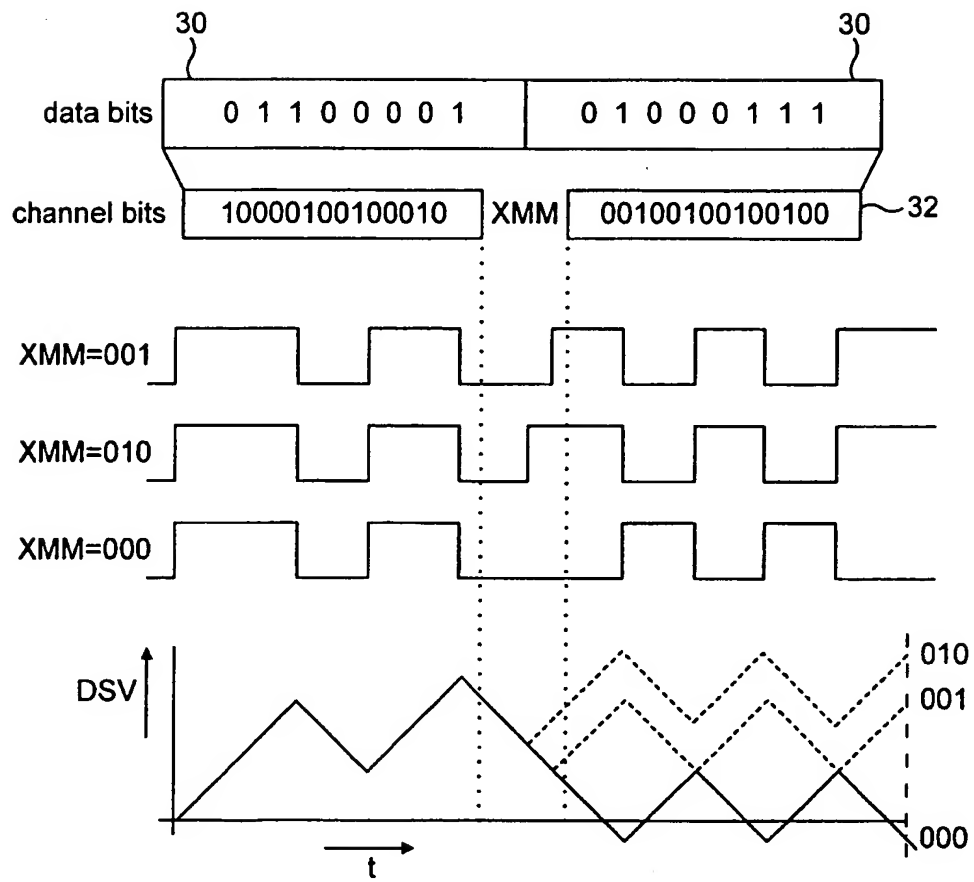 30 30
data bits 0 1 1 0 0 0 0 1 0 1 0 0 0 1 1 1
channel bits 10000100100010 XMM 00100100100100 32
XMM=001
XMM=010
XMM=000
010
DSV 001
000
t